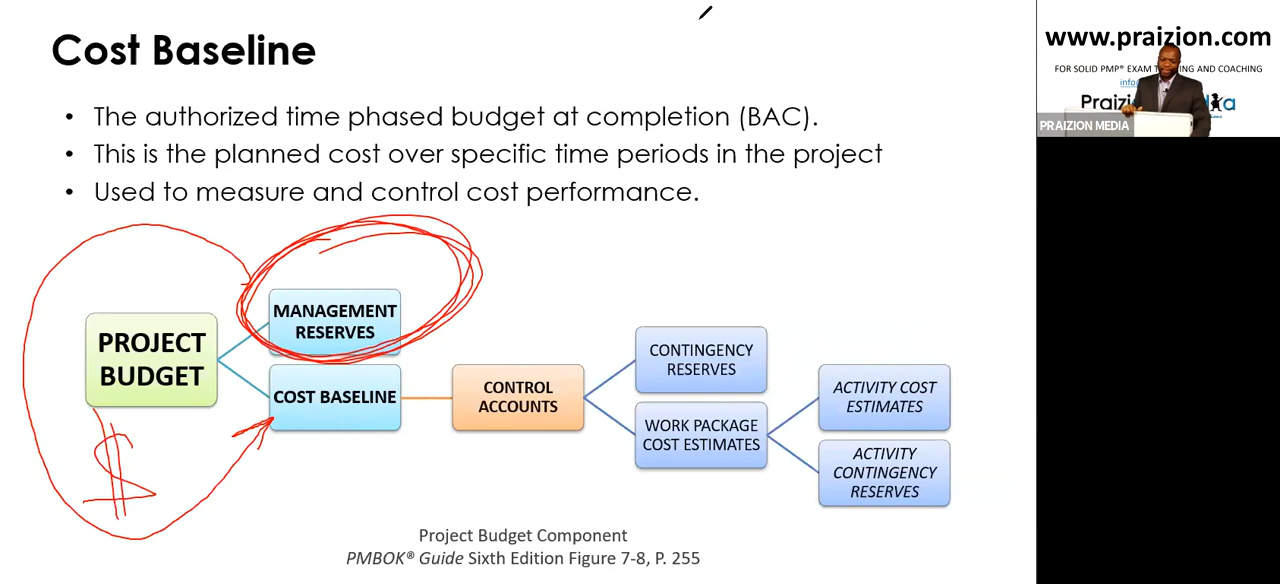 Cost Baseline
• The authorized time phased budget at completion (BAC).
• This is the planned cost over specific time periods in the project
• Used to measure and control cost performance.
PROJECT
BUDGET
$
MANAGEMENT
RESERVES
COST BASELINE
CONTROL
ACCOUNTS
CONTINGENCY
RESERVES
WORK PACKAGE
COST ESTIMATES
ACTIVITY COST
ESTIMATES
ACTIVITY
CONTINGENCY
RESERVES
Project Budget Component
PMBOK® Guide Sixth Edition Figure 7-8, P. 255
www.praizion.com
FOR SOLID PMP® EXAM AND COACHING
PRAIZION MEDIA